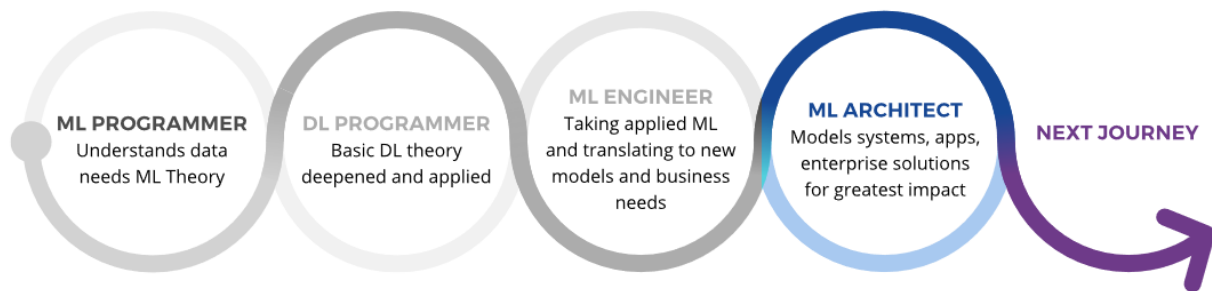 ML PROGRAMMER
Understands data
needs ML Theory
DL PROGRAMMER
Basic DL theory
deepened and applied
ML ENGINEER
Taking applied ML
and translating to new
models and business
needs
ML ARCHITECT
Models systems, apps,
enterprise solutions
for greatest impact
NEXT JOURNEY